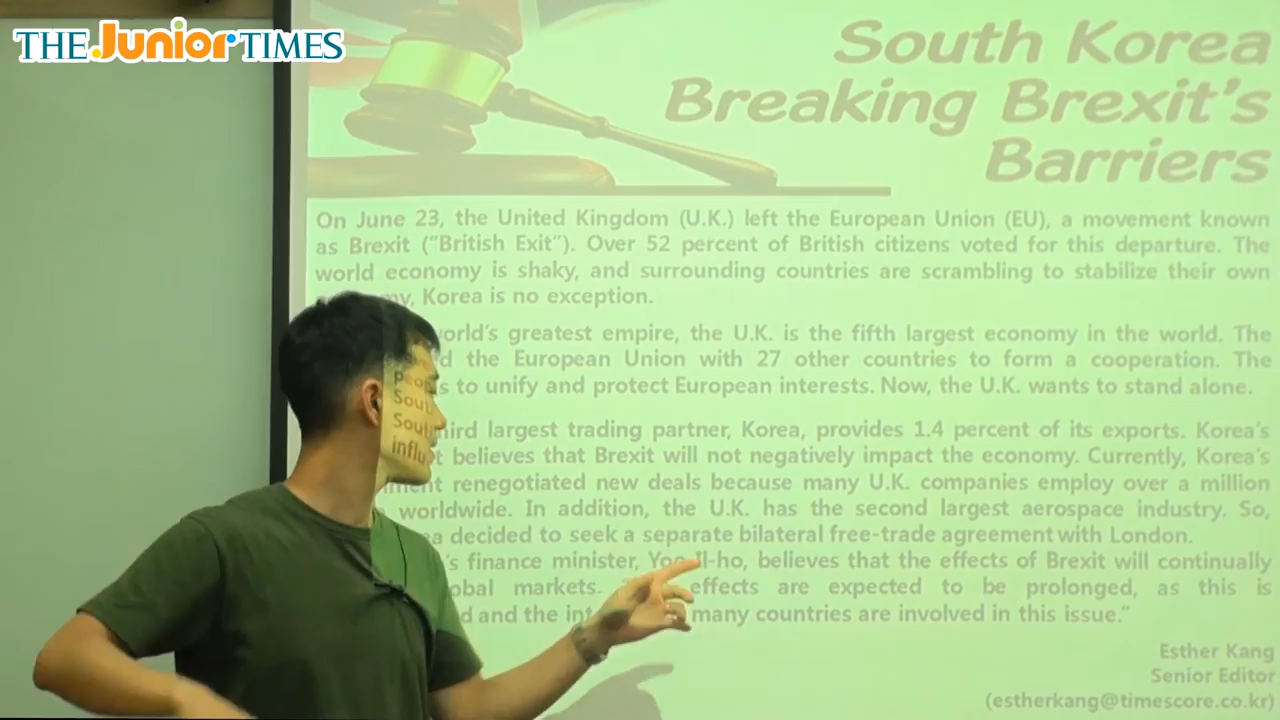 THE Junior TIMES
South Korea
Breaking Brexit's
Barriers
On June 23, the United Kingdom (U.K.) left the European Union (EU), a movement known
as Brexit ("British Exit"). Over 52 percent of British citizens voted for this departure. The
world economy is shaky, and surrounding countries are scrambling to stabilize their own
Korea is no exception.
world's greatest empire, the U.K. is the fifth largest economy in the world. The
the European Union with 27 other countries to form a cooperation. The
to unify and protect European interests. Now, the U.K. wants to stand alone.
third largest trading partner, Korea, provides 1.4 percent of its exports. Korea's
believes that Brexit will not negatively impact the economy. Currently, Korea's
renegotiated new deals because many U.K. companies employ over a million
worldwide. In addition, the U.K. has the second largest aerospace industry. So,
decided to seek a separate bilateral free-trade agreement with London.
's finance minister, Yoo Il-ho, believes that the effects of Brexit will continually
markets. effects are expected to be prolonged, as this is
and the many countries are involved in this issue."
Esther Kang
Senior Editor
(estherkang@timescore.co.kr)